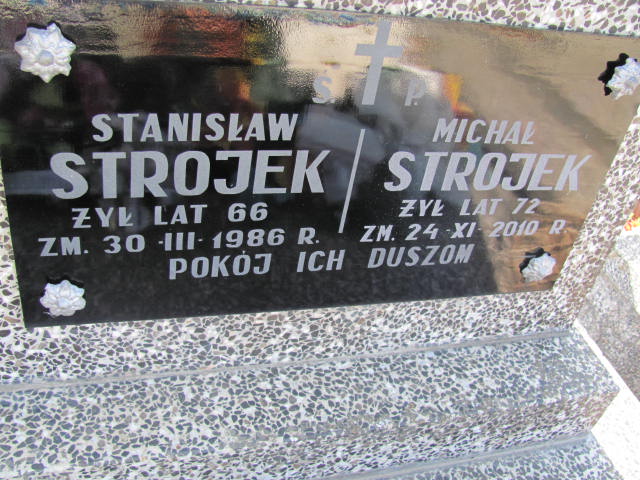 Ś. P.
STANISŁAW
STROJEK
ŻYŁ LAT 66
ZM. 30-III-1986 R.
MICHAŁ
STROJEK
ŻYŁ LAT 72
ZM. 24-XI-2010 R.
POKÓJ ICH DUSZOM